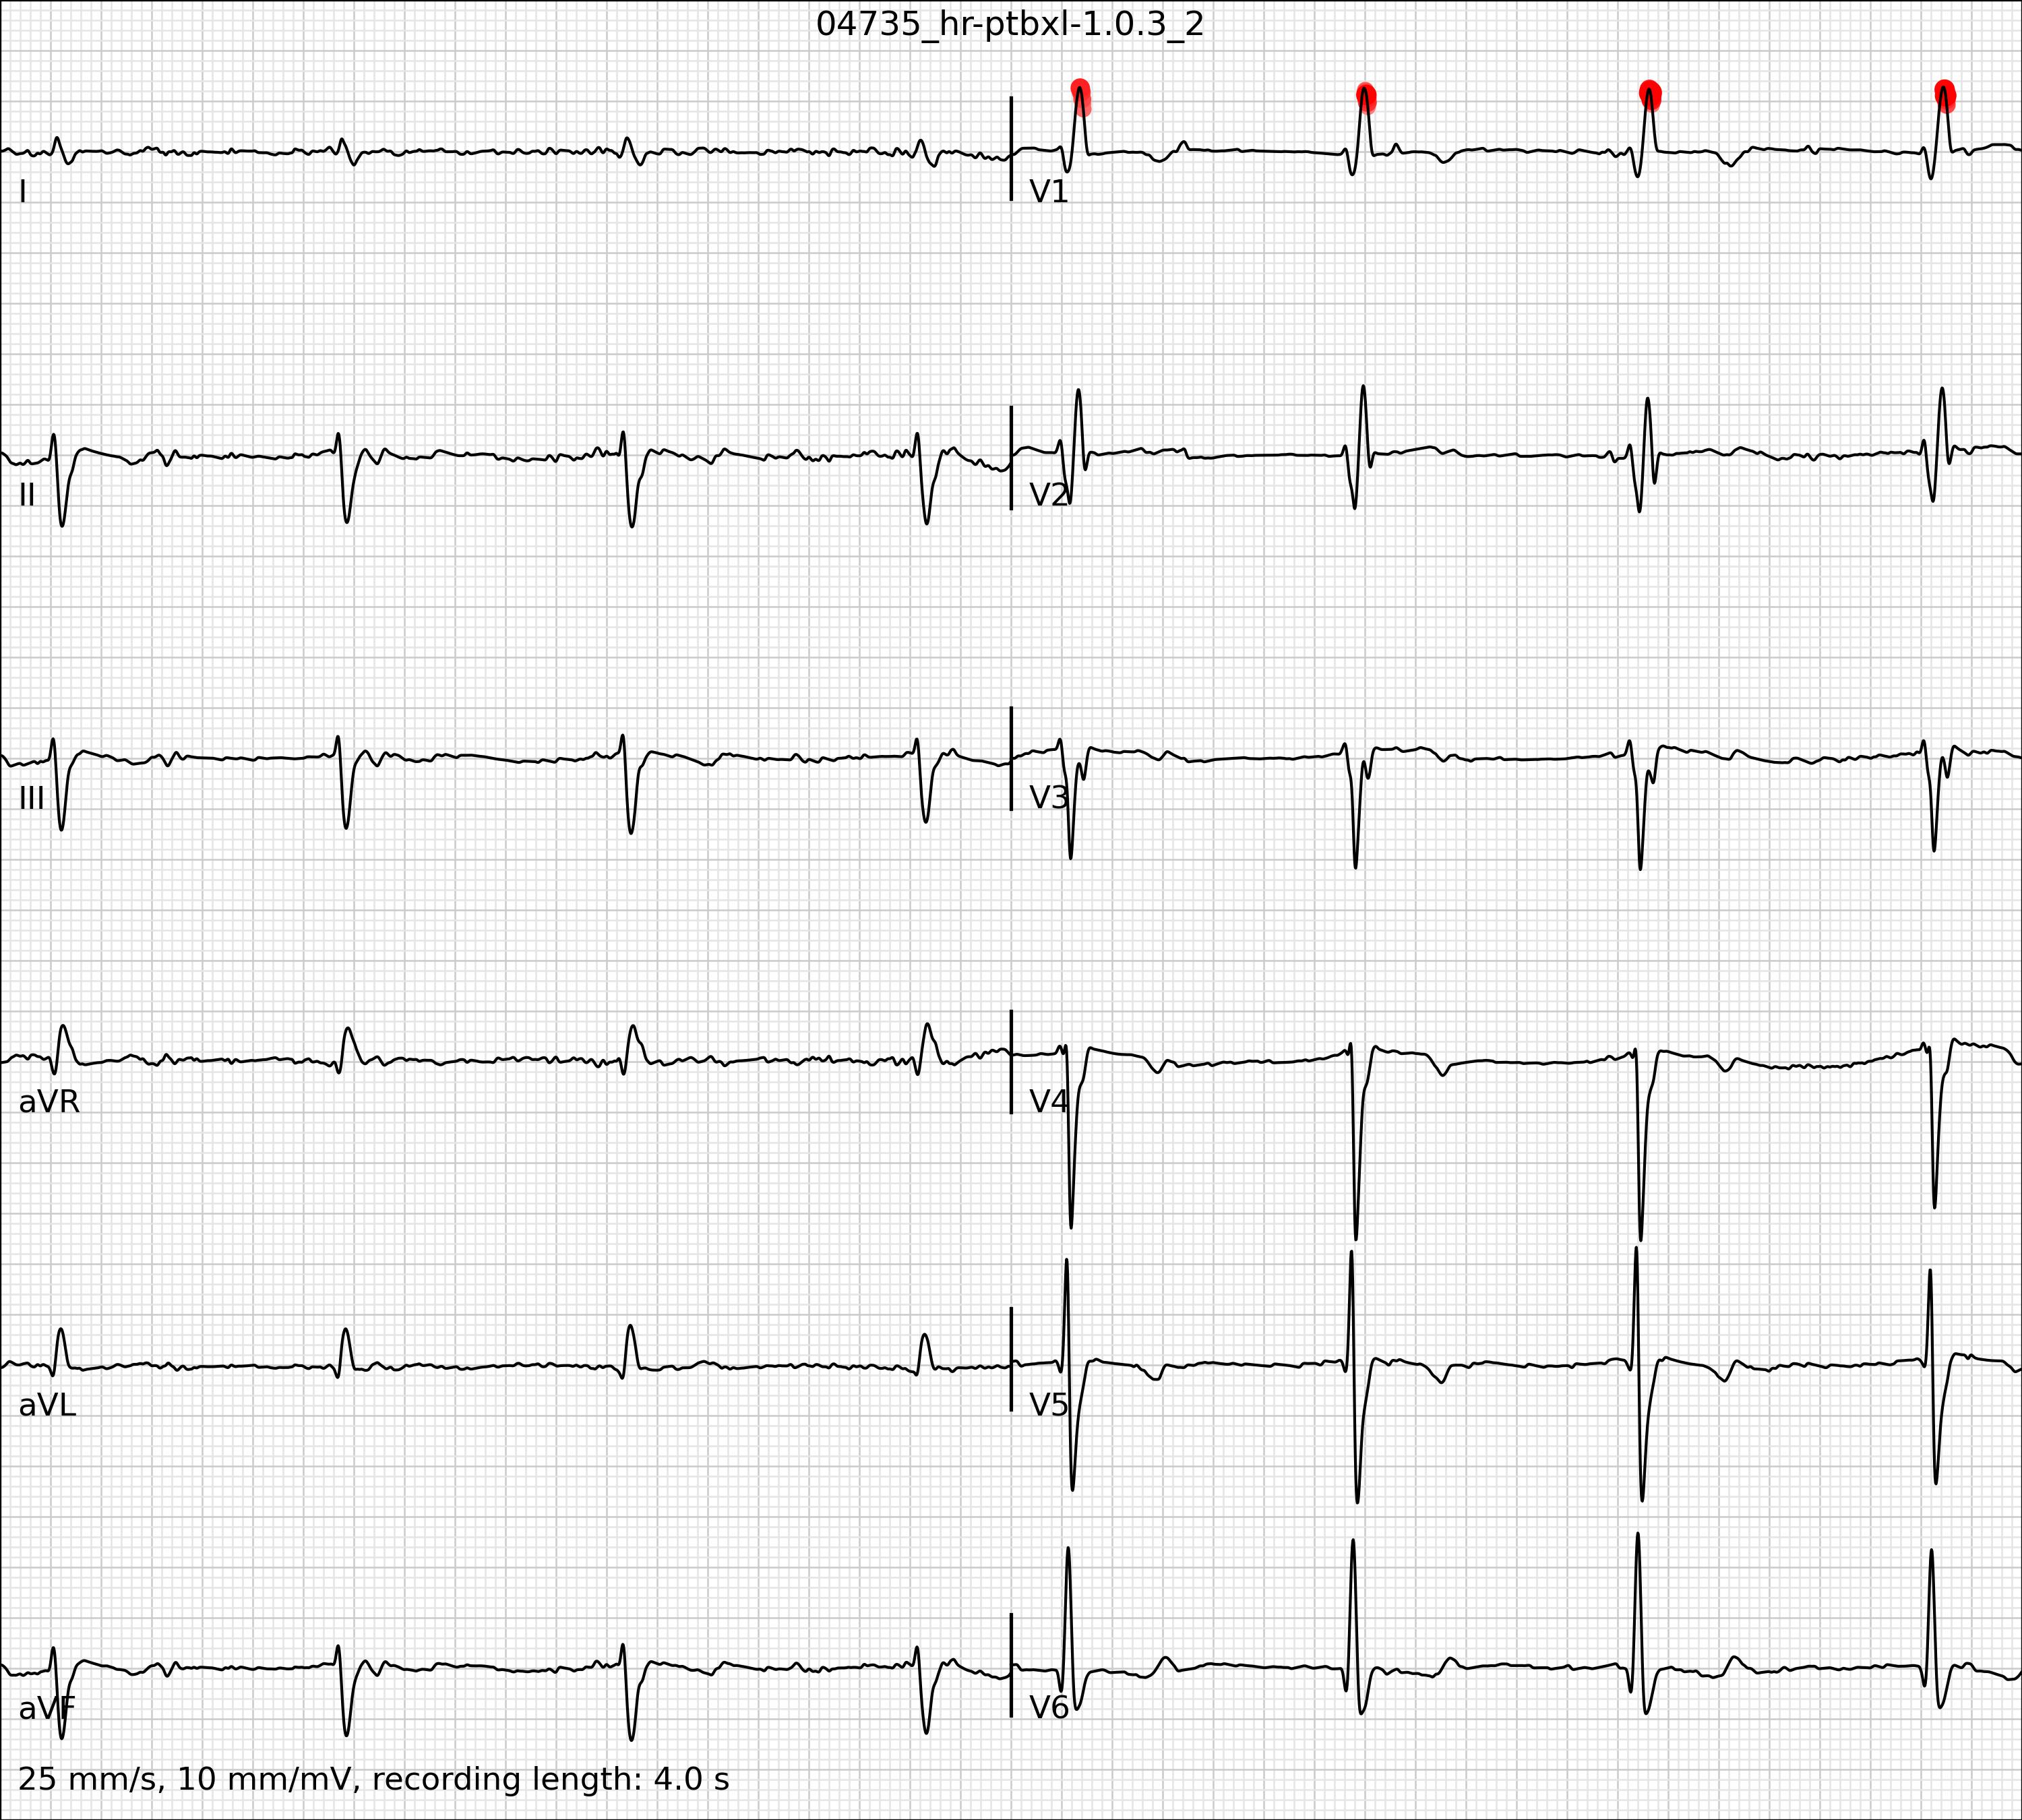 04735_hr-ptbxl-1.0.3_2
I
V1
II
V2
III
V3
aVR
V4
aVL
V5
aVF
V6
25 mm/s, 10 mm/mV, recording length: 4.0 s